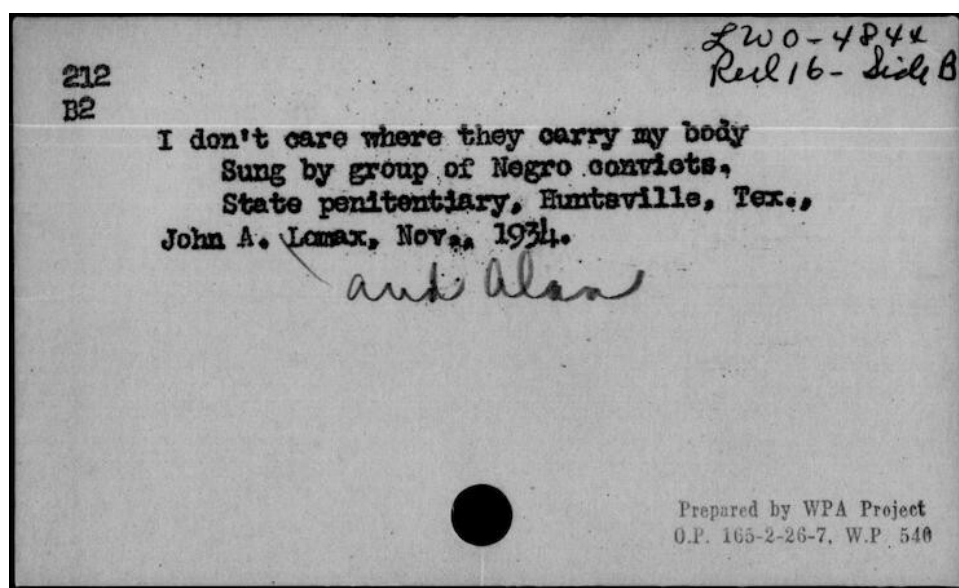 LWO-4844
Reel 16 - Side B
212
B2
I don't care where they carry my body
Sung by group of Negro convicts,
State penitentiary, Huntsville, Tex.,
John A. Lomax, Nov., 1934.
and Alan
Prepared by WPA Project
O.P. 165-2-26-7, W.P. 540